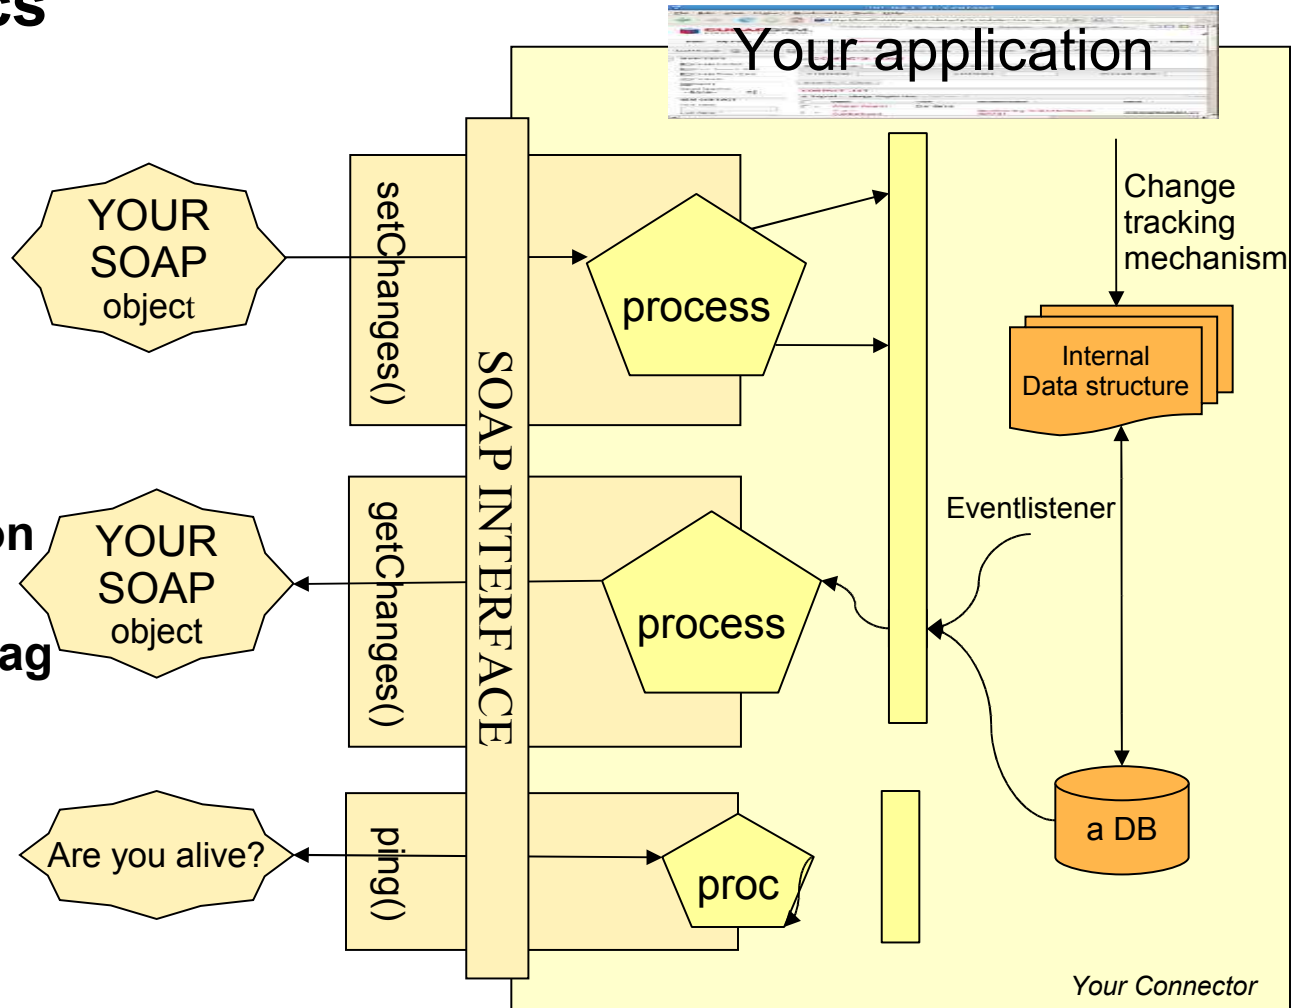 cs
Your application
YOUR
SOAP
object
setChanges()
process
Change
tracking
mechanism
Internal
Data structure
SOAP INTERFACE
on
YOUR
SOAP
object
ag
getChanges()
process
Eventlistener
Are you alive?
ping()
proc
a DB
Your Connector